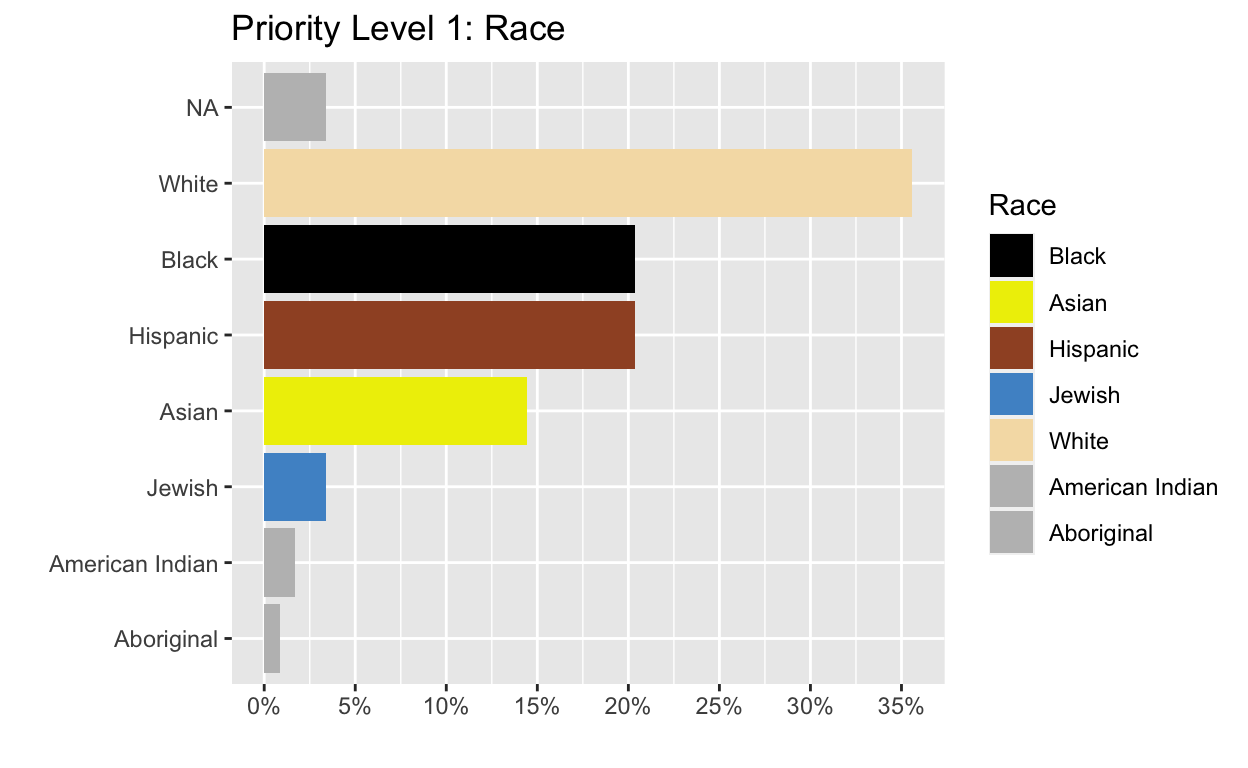 Priority Level 1: Race
NA
White
Black
Hispanic
Asian
Jewish
American Indian
Aboriginal
0% 5% 10% 15% 20% 25% 30% 35%
Race
Black
Asian
Hispanic
Jewish
White
American Indian
Aboriginal